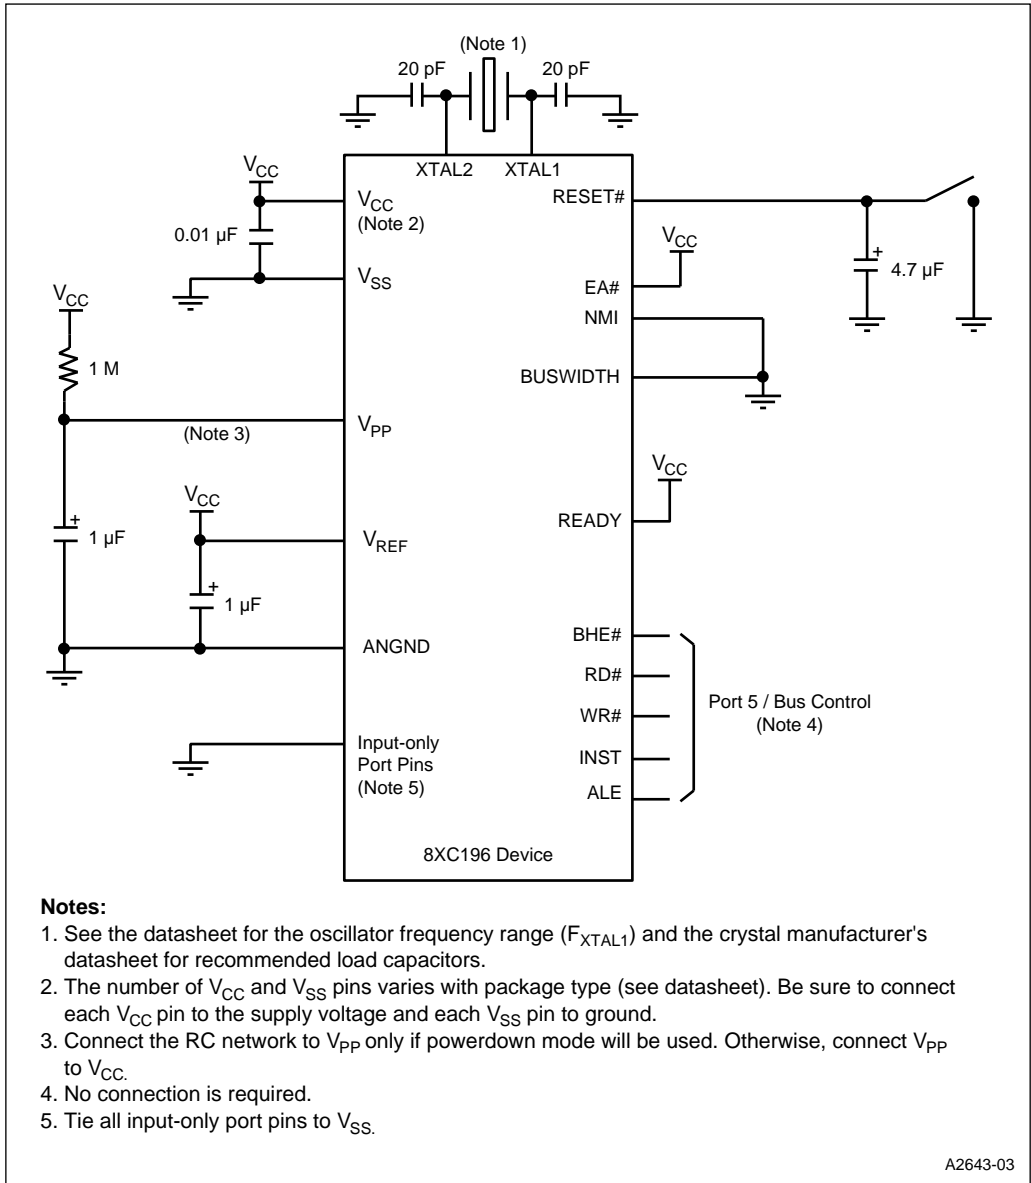 (Note 1)
20 pF
20 pF
XTAL2
XTAL1
VCC
VCC
(Note 2)
0.01 µF
VSS
VCC
1 M
(Note 3)
VPP
+
1 µF
VCC
VREF
+
1 µF
ANGND
Input-only
Port Pins
(Note 5)
RESET#
+
4.7 µF
VCC
EA#
NMI
BUSWIDTH
VCC
READY
BHE#
RD#
WR#
INST
ALE
Port 5 / Bus Control
(Note 4)
8XC196 Device
Notes:
1. See the datasheet for the oscillator frequency range (FXTAL1) and the crystal manufacturer's
datasheet for recommended load capacitors.
2. The number of VCC and VSS pins varies with package type (see datasheet). Be sure to connect
each VCC pin to the supply voltage and each VSS pin to ground.
3. Connect the RC network to VPP only if powerdown mode will be used. Otherwise, connect VPP
to VCC.
4. No connection is required.
5. Tie all input-only port pins to VSS.
A2643-03